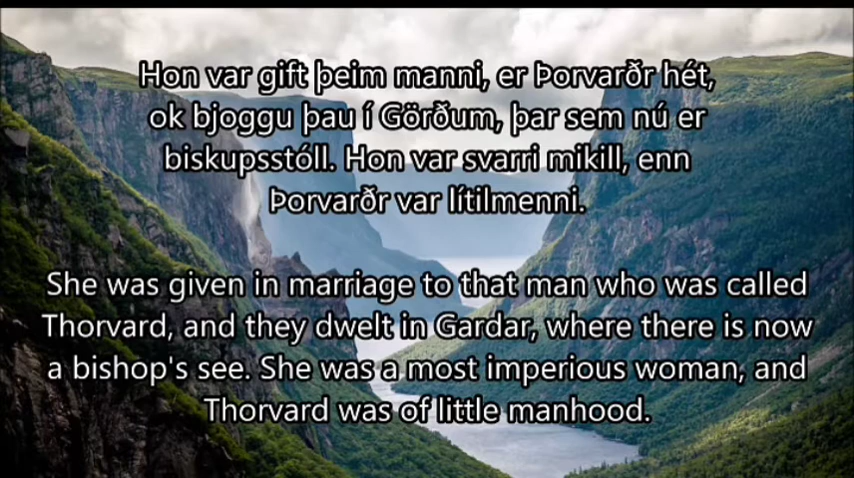 Hon var gift þeim manni, er Þorvarðr hét,
ok bjoggu þau í Görðum, þar sem nú er
biskupsstóll. Hon var svarri mikill, enn
Þorvarðr var lítilmenni.
She was given in marriage to that man who was called
Thorvard, and they dwelt in Gardar, where there is now
a bishop's see. She was a most imperious woman, and
Thorvard was of little manhood.